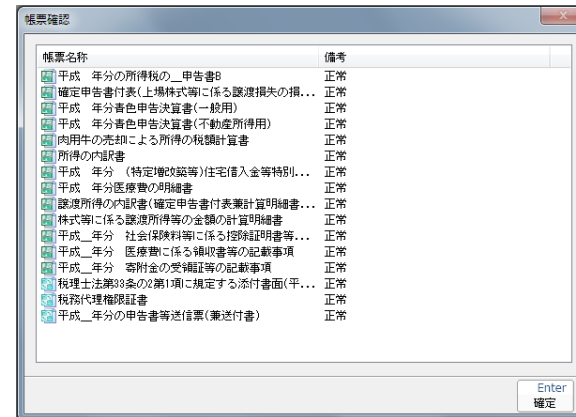 帳票確認
帳票名称 備考
平成 年分の所得税の__申告書B 正常
確定申告書付表(上場株式等に係る譲渡損失の損... 正常
平成 年分青色申告決算書(一般用) 正常
平成 年分青色申告決算書(不動産所得用) 正常
肉用牛の売却による所得の税額計算書 正常
所得の内訳書 正常
平成 年分 (特定増改築等)住宅借入金等特別... 正常
平成 年分医療費の明細書 正常
譲渡所得の内訳書(確定申告書付表兼計算明細書... 正常
株式等に係る譲渡所得等の金額の計算明細書 正常
平成__年分 社会保険料等に係る控除証明書等... 正常
平成__年分 医療費に係る領収書等の記載事項 正常
平成__年分 寄附金の受領証等の記載事項 正常
税理士法第33条の2第1項に規定する添付書面(平... 正常
税務代理権限証書 正常
平成__年分の申告書等送信票(兼送付書) 正常
Enter
確定